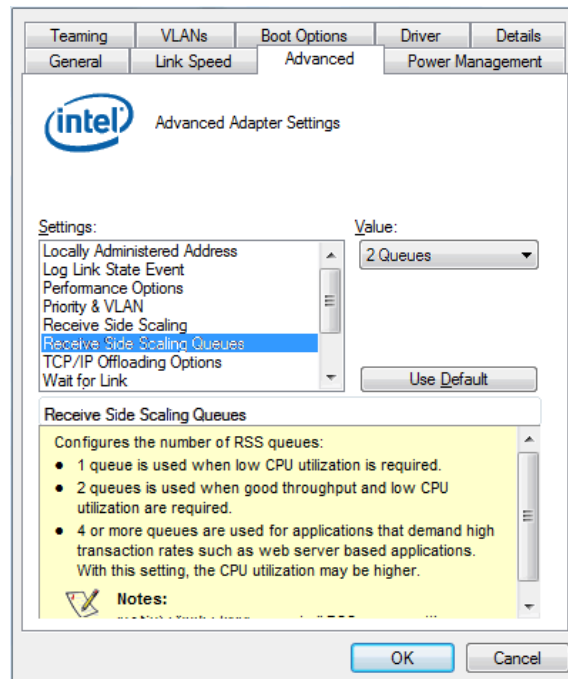 Teaming VLANs Boot Options Driver Details
General Link Speed Advanced Power Management
intel
Advanced Adapter Settings
Settings:
Value:
Locally Administered Address
2 Queues
Log Link State Event
Performance Options
Priority & VLAN
Receive Side Scaling
Receive Side Scaling Queues
TCP/IP Offloading Options
Wait for Link
Use Default
Receive Side Scaling Queues
Configures the number of RSS queues:
● 1 queue is used when low CPU utilization is required.
● 2 queues is used when good throughput and low CPU
utilization are required.
● 4 or more queues are used for applications that demand high
transaction rates such as web server based applications.
With this setting, the CPU utilization may be higher.
Notes:
OK Cancel